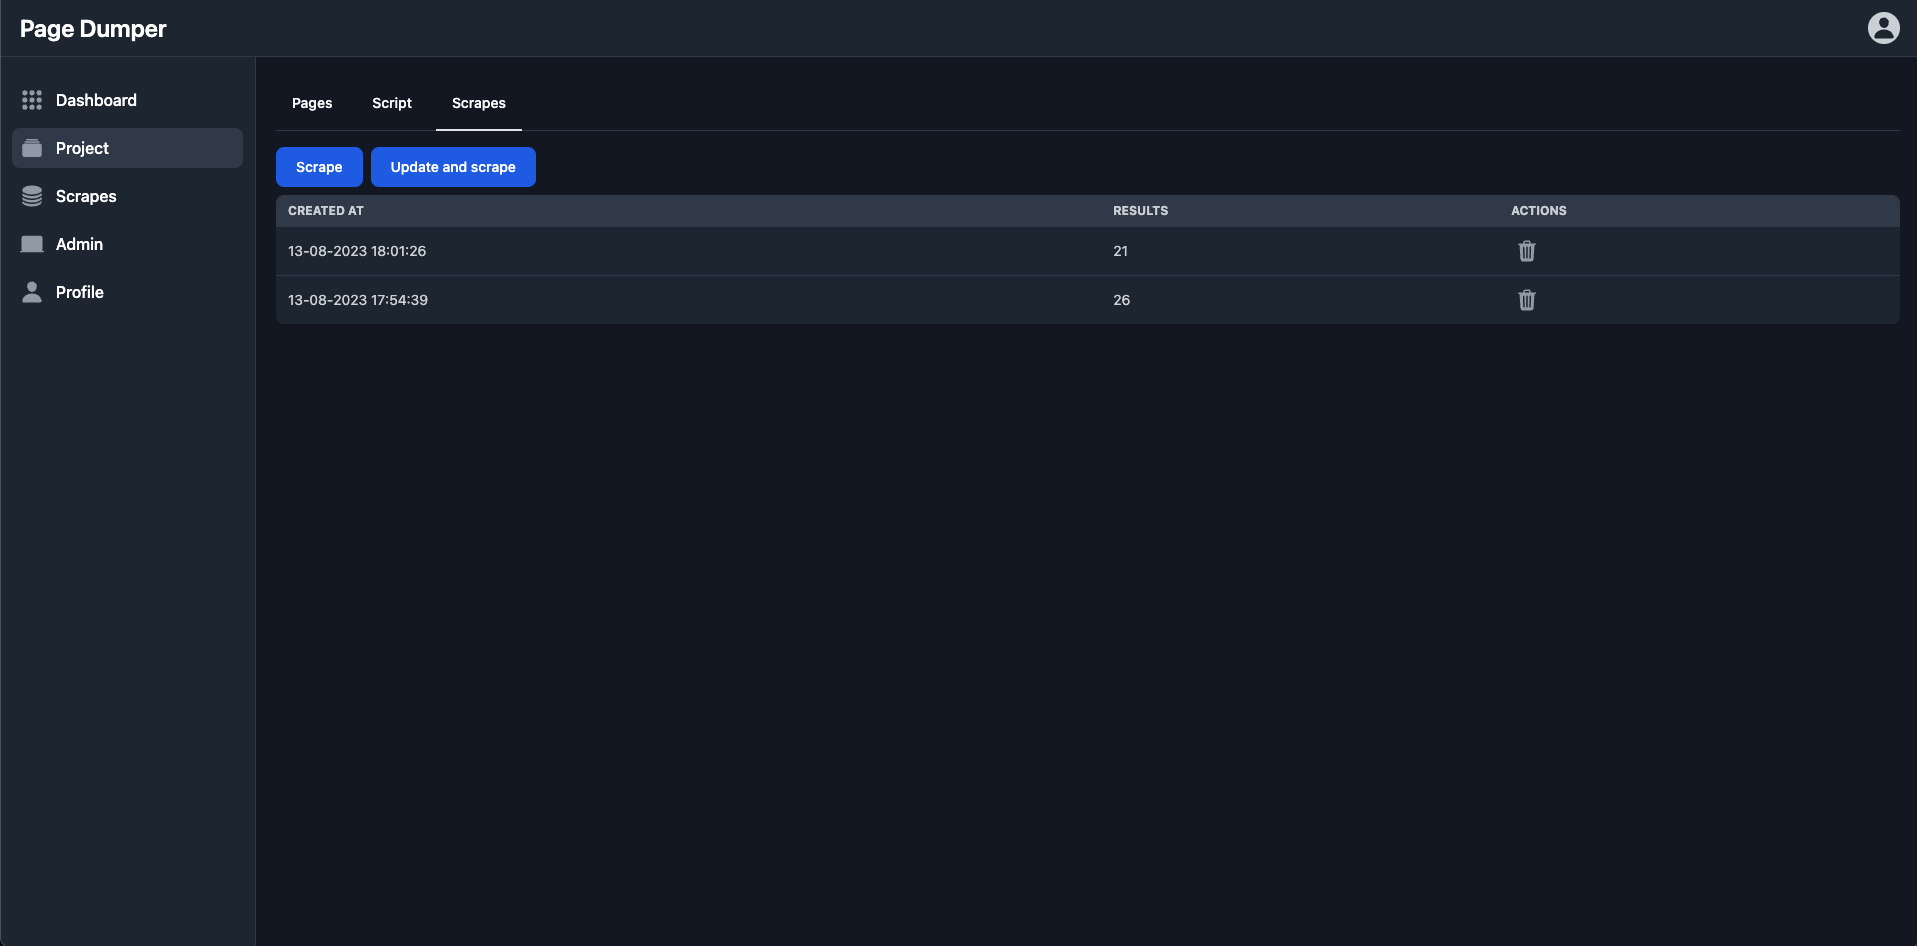 Page Dumper
Dashboard
Project
Scrapes
Admin
Profile
Pages Script Scrapes
Scrape Update and scrape
CREATED AT RESULTS ACTIONS
13-08-2023 18:01:26 21
13-08-2023 17:54:39 26